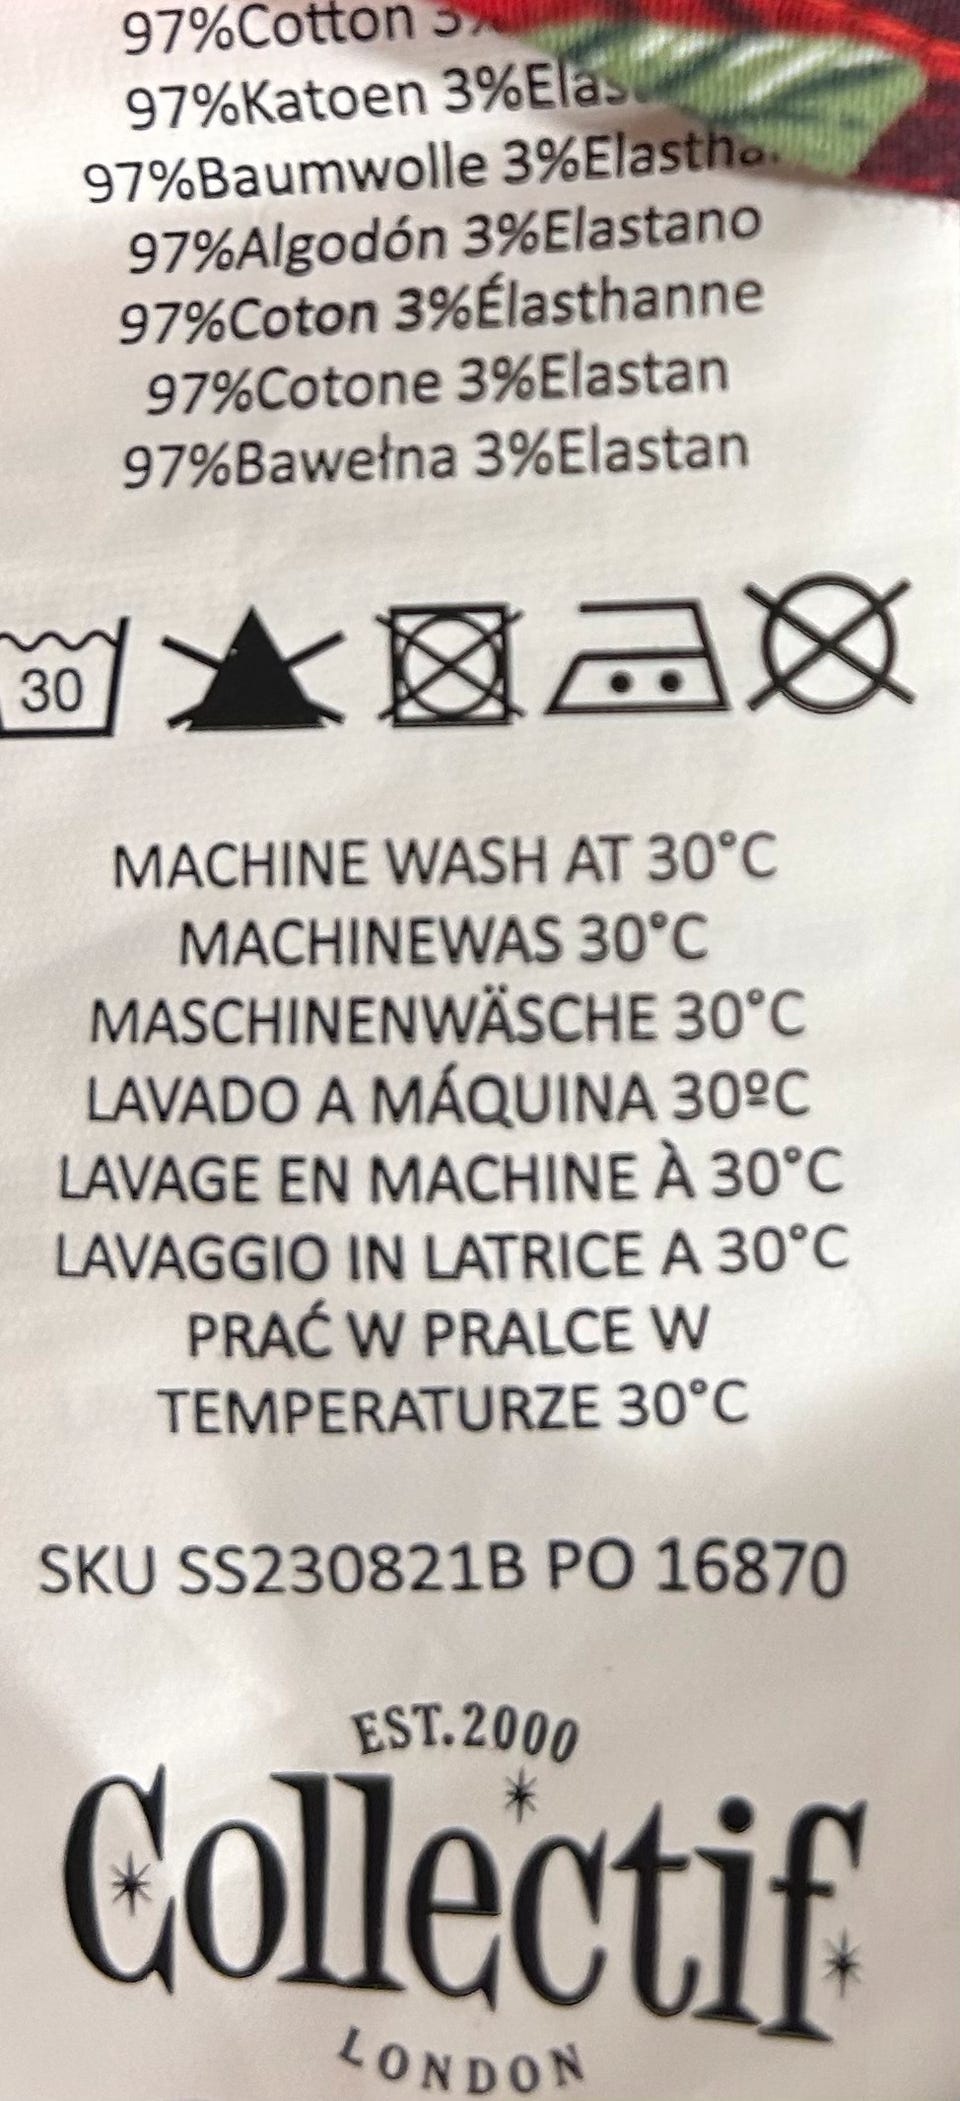 97%Cotton
97%Katoen 3%
97%Baumwolle 3%
97%Algodón 3%Elastano
97%Coton 3%Élasthanne
97%Cotone 3%Elastan
97%Bawełna 3%Elastan
30
MACHINE WASH AT 30°C
MACHINEWAS 30°C
MASCHINENWÄSCHE 30°C
LAVADO A MÁQUINA 30ºC
LAVAGE EN MACHINE À 30°C
LAVAGGIO IN LATRICE A 30°C
PRAĆ W PRALCE W
TEMPERATURZE 30°C
SKU SS230821B PO 16870
EST.2000
Collectif
LONDON